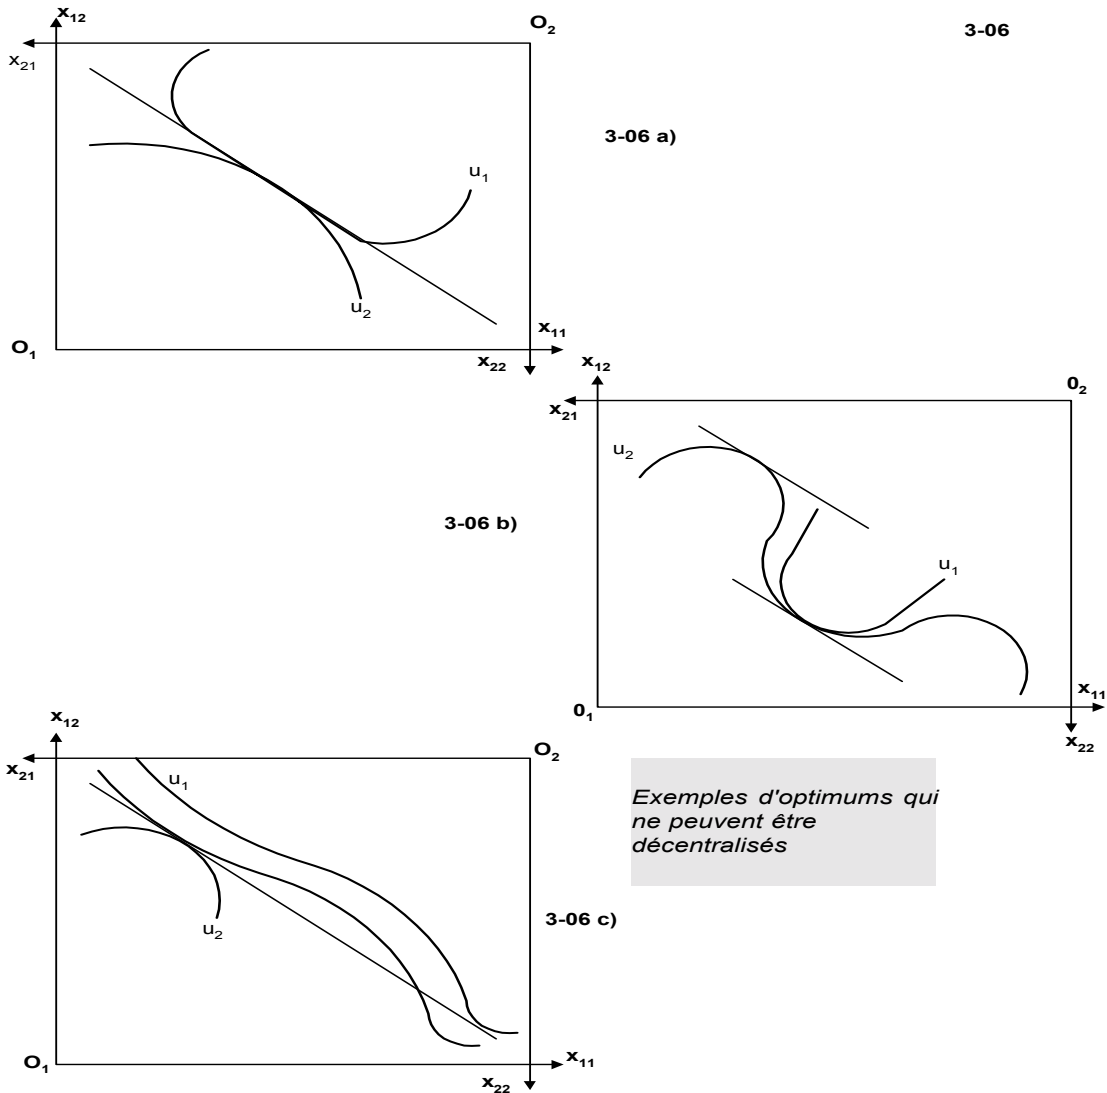 x12
O2
3-06
x21
3-06 a)
u1
u2
x11
O1
x22
x12
02
x21
u2
3-06 b)
u1
x11
01
x22
x12
O2
x21
u1
Exemples d'optimums qui
ne peuvent être
décentralisés
3-06 c)
u2
x11
O1
x22